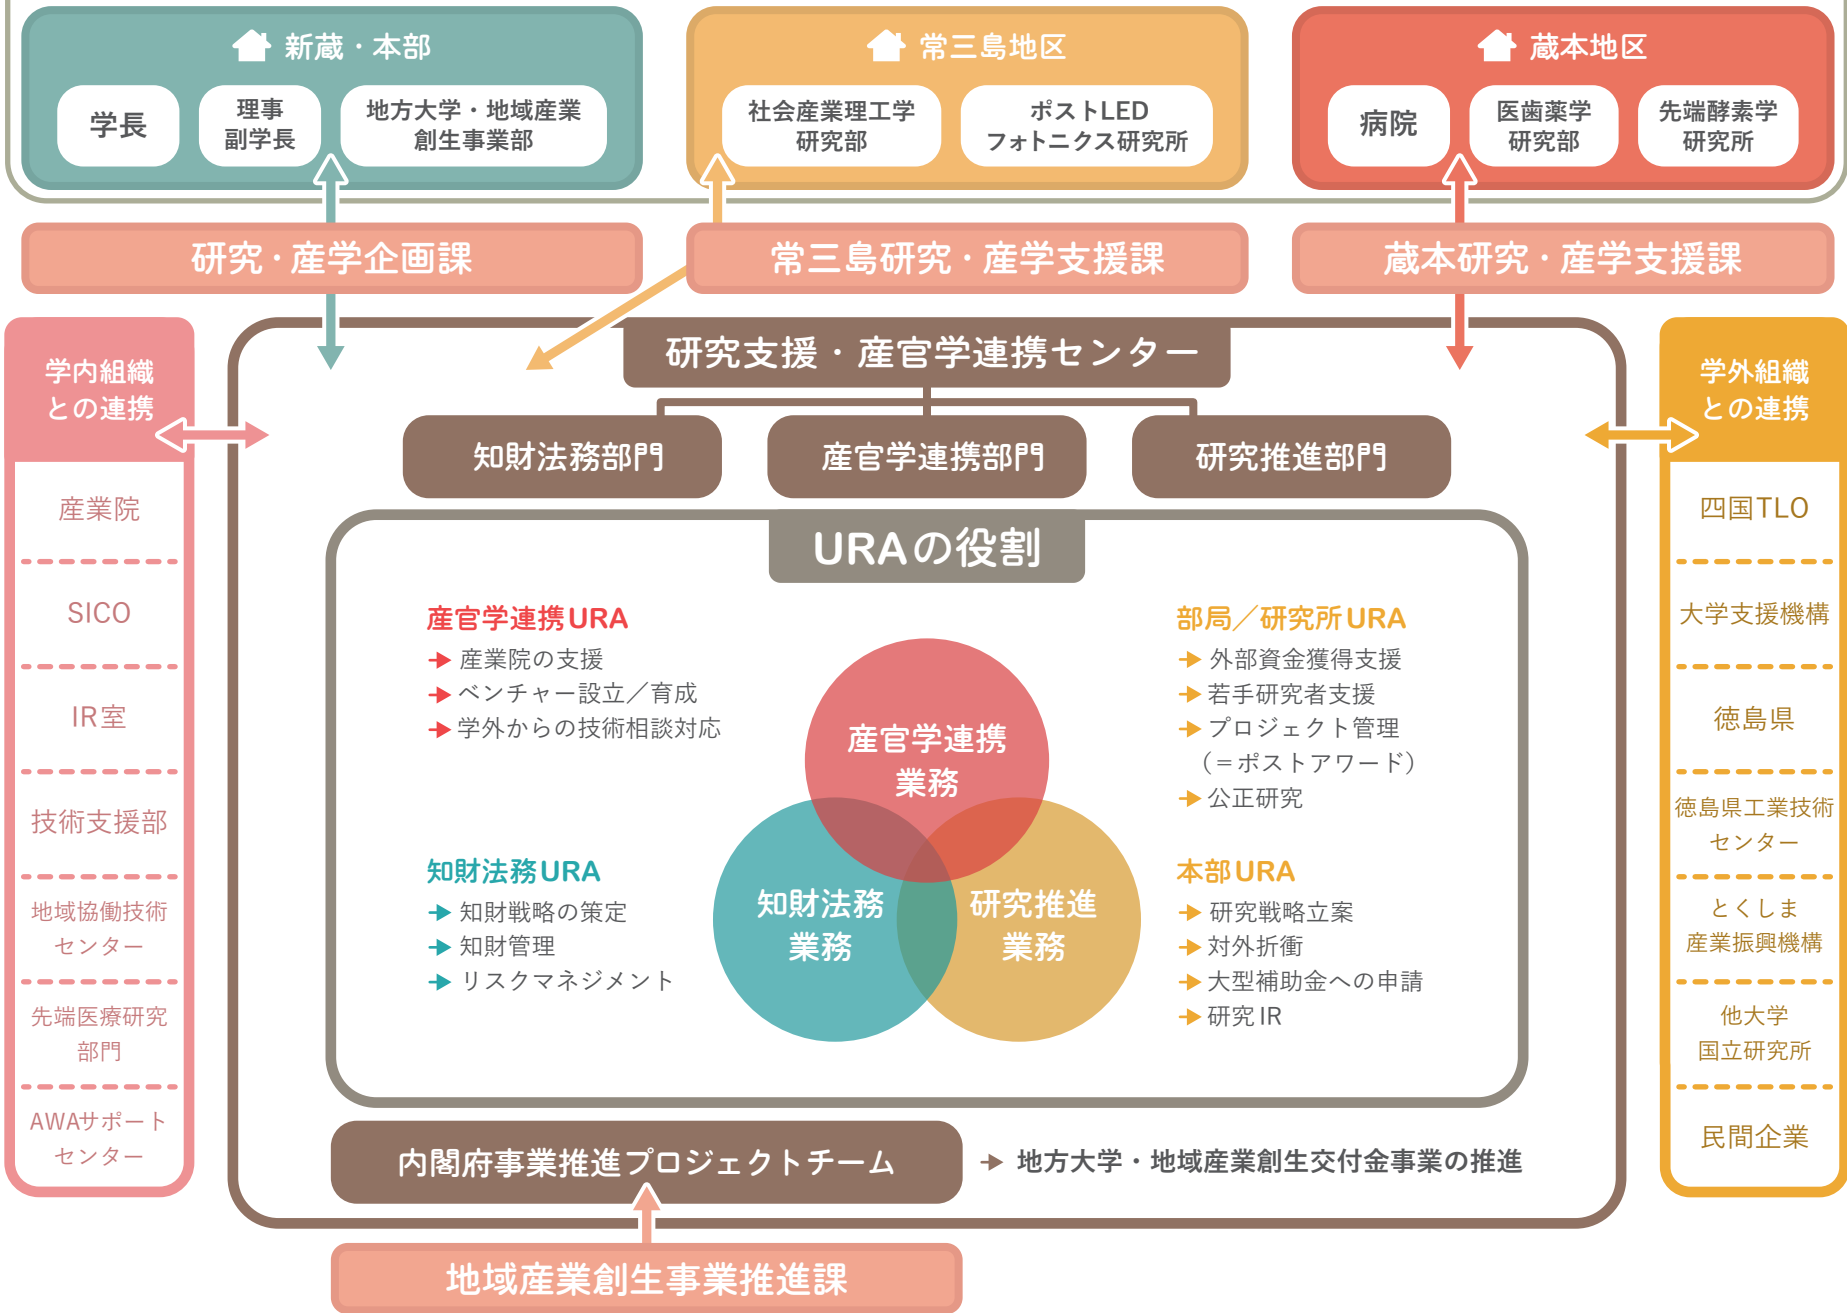 新蔵・本部
学長
理事
副学長
地方大学・地域産業
創生事業部
常三島地区
社会産業理工学
研究部
ポストLED
フォトニクス研究所
蔵本地区
病院
医歯薬学
研究部
先端酵素学
研究所
研究・産学企画課
常三島研究・産学支援課
蔵本研究・産学支援課
学内組織
との連携
産業院
SICO
IR室
技術支援部
地域協働技術
センター
先端医療研究
部門
AWAサポート
センター
研究支援・産官学連携センター
知財法務部門
産官学連携部門
研究推進部門
URAの役割
産官学連携URA
産業院の支援
ベンチャー設立／育成
学外からの技術相談対応
知財法務URA
知財戦略の策定
知財管理
リスクマネジメント
産官学連携
業務
知財法務
業務
研究推進
業務
部局／研究所URA
外部資金獲得支援
若手研究者支援
プロジェクト管理
（＝ポストアワード）
公正研究
本部URA
研究戦略立案
対外折衝
大型補助金への申請
研究IR
内閣府事業推進プロジェクトチーム
地方大学・地域産業創生交付金事業の推進
地域産業創生事業推進課
学外組織
との連携
四国TLO
大学支援機構
徳島県
徳島県工業技術
センター
とくしま
産業振興機構
他大学
国立研究所
民間企業